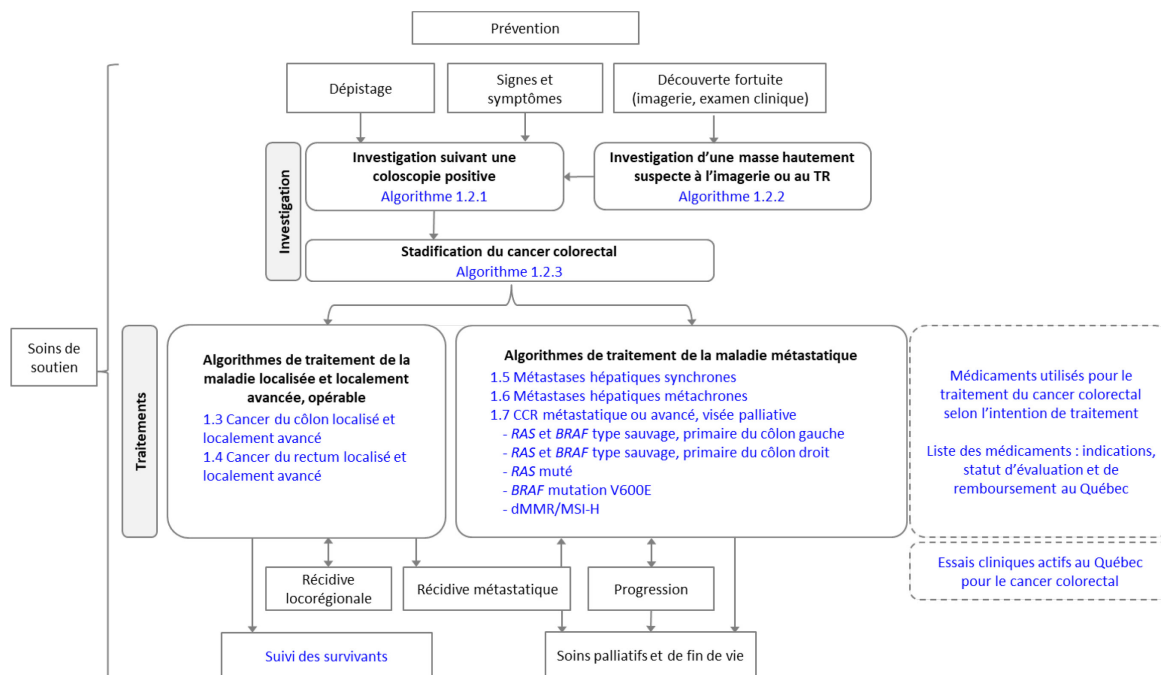 Prévention
Dépistage
Signes et
symptômes
Découverte fortuite
(imagerie, examen clinique)
Investigation
Investigation suivant une
coloscopie positive
Algorithme 1.2.1
Investigation d’une masse hautement
suspecte à l’imagerie ou au TR
Algorithme 1.2.2
Stadification du cancer colorectal
Algorithme 1.2.3
Soins de
soutien
Traitements
Algorithmes de traitement de la
maladie localisée et localement
avancée, opérable
1.3 Cancer du côlon localisé et
localement avancé
1.4 Cancer du rectum localisé et
localement avancé
Algorithmes de traitement de la maladie métastatique
1.5 Métastases hépatiques synchrones
1.6 Métastases hépatiques métachrones
1.7 CCR métastatique ou avancé, visée palliative
- RAS et BRAF type sauvage, primaire du côlon gauche
- RAS et BRAF type sauvage, primaire du côlon droit
- RAS muté
- BRAF mutation V600E
- dMMR/MSI-H
Médicaments utilisés pour le
traitement du cancer colorectal
selon l’intention de traitement
Liste des médicaments : indications,
statut d’évaluation et de
remboursement au Québec
Essais cliniques actifs au Québec
pour le cancer colorectal
Récidive
locorégionale
Récidive métastatique
Progression
Suivi des survivants
Soins palliatifs et de fin de vie